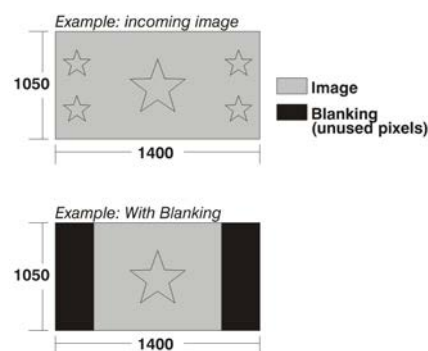 Example: incoming image
1050
1400
Image
Blanking
(unused pixels)
Example: With Blanking
1050
1400